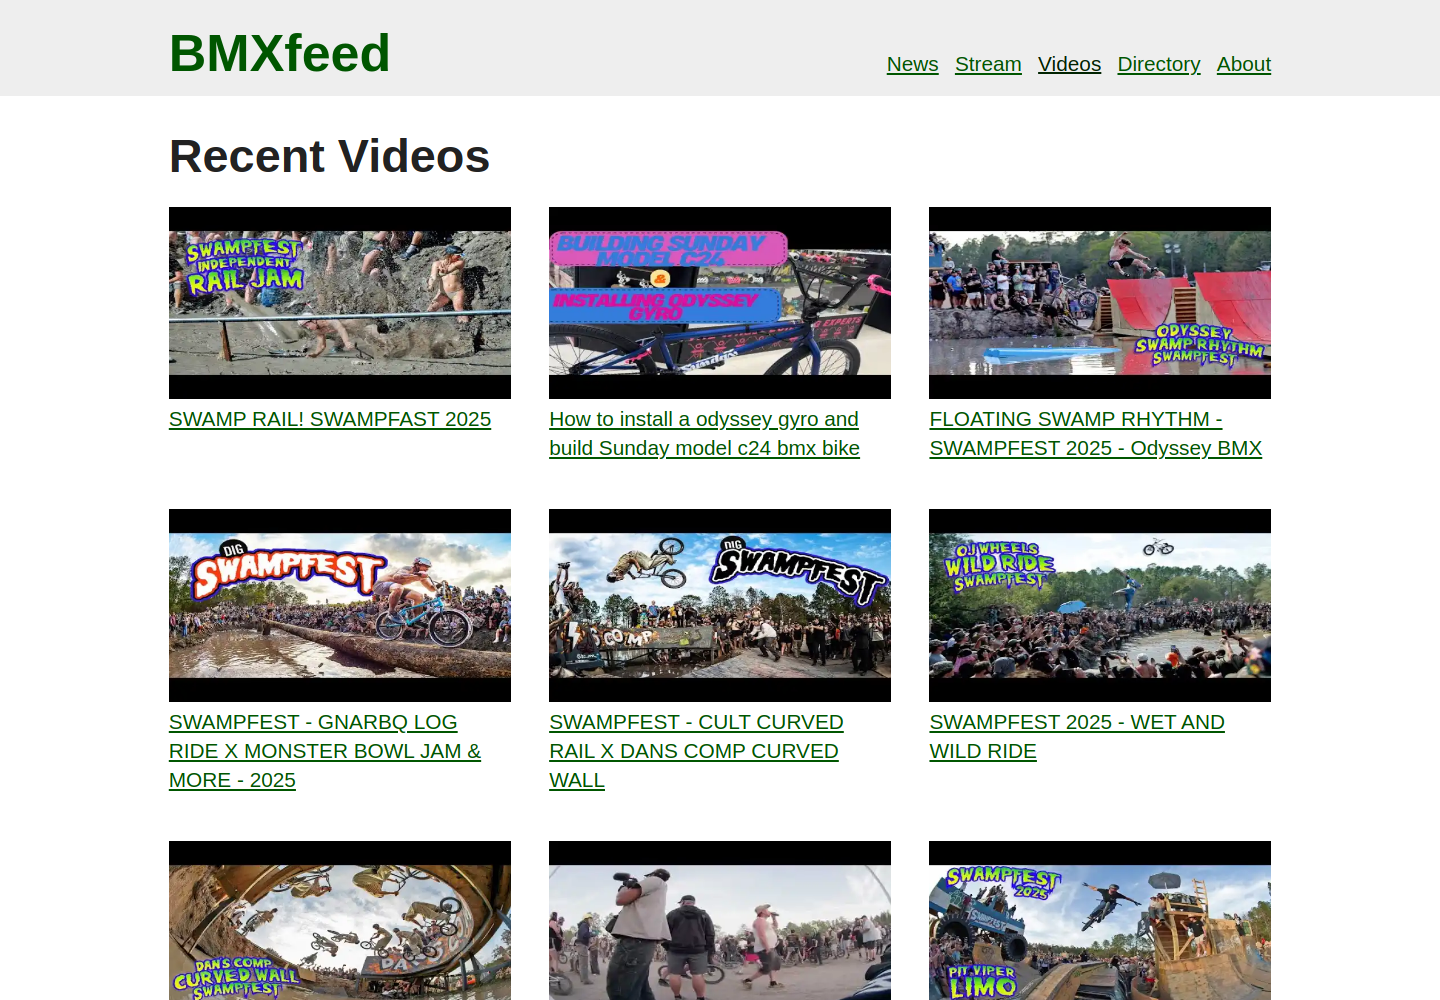 BMXfeed
News Stream Videos Directory About
Recent Videos
SWAMPFEST
INDEPENDENT
RAIL JAM
BUILDING SUNDAY
MODEL C24
INSTALLING ODYSSEY
GYRO
ODYSSEY
SWAMP RHYTHM
SWAMPFEST
SWAMP RAIL! SWAMPFAST 2025
How to install a odyssey gyro and
build Sunday model c24 bmx bike
FLOATING SWAMP RHYTHM -
SWAMPFEST 2025 - Odyssey BMX
DIG
SWAMPFEST
DIG
SWAMPFEST
COMP
OJ WHEELS
WILD RIDE
SWAMPFEST
SWAMPFEST - GNARBQ LOG
RIDE X MONSTER BOWL JAM &
MORE - 2025
SWAMPFEST - CULT CURVED
RAIL X DANS COMP CURVED
WALL
SWAMPFEST 2025 - WET AND
WILD RIDE
DAN'S COMP
CURVED WALL
SWAMPFEST
SWAMPFEST
2025
PIT VIPER
LIMO